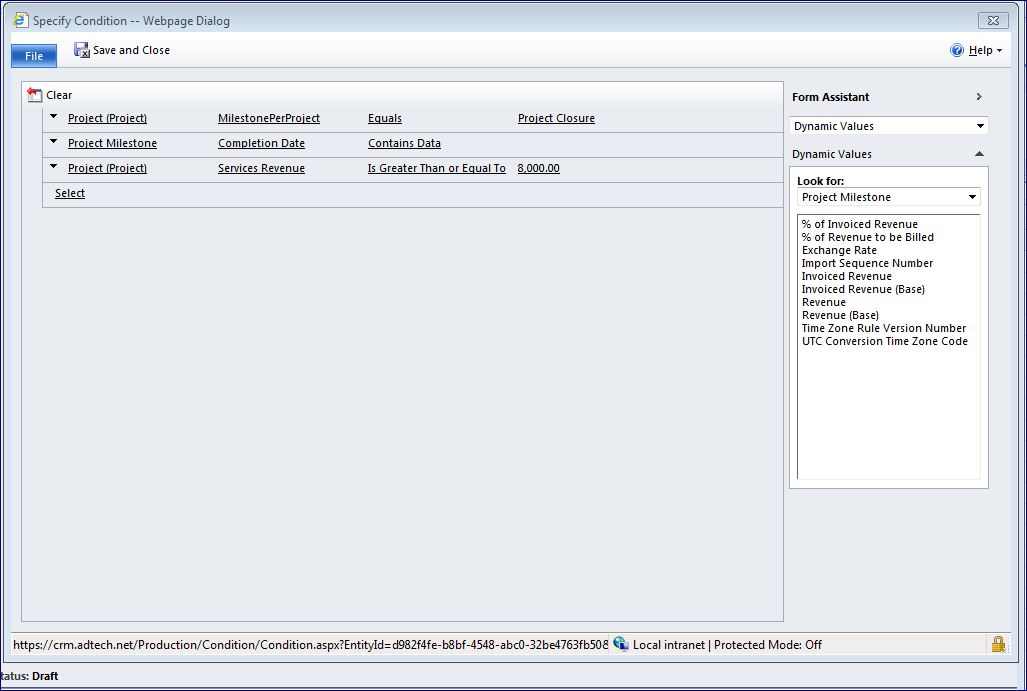 Specify Condition -- Webpage Dialog
File Save and Close Help
Clear
Project (Project) MilestonePerProject Equals Project Closure
Project Milestone Completion Date Contains Data
Project (Project) Services Revenue Is Greater Than or Equal To 8,000.00
Select
Form Assistant
Dynamic Values
Dynamic Values
Look for:
Project Milestone
% of Invoiced Revenue
% of Revenue to be Billed
Exchange Rate
Import Sequence Number
Invoiced Revenue
Invoiced Revenue (Base)
Revenue
Revenue (Base)
Time Zone Rule Version Number
UTC Conversion Time Zone Code
https://crm.adtech.net/Production/Condition/Condition.aspx?EntityId=d982f4fe-b8bf-4548-abc0-32be4763fb508 Local intranet | Protected Mode: Off
tatus: Draft